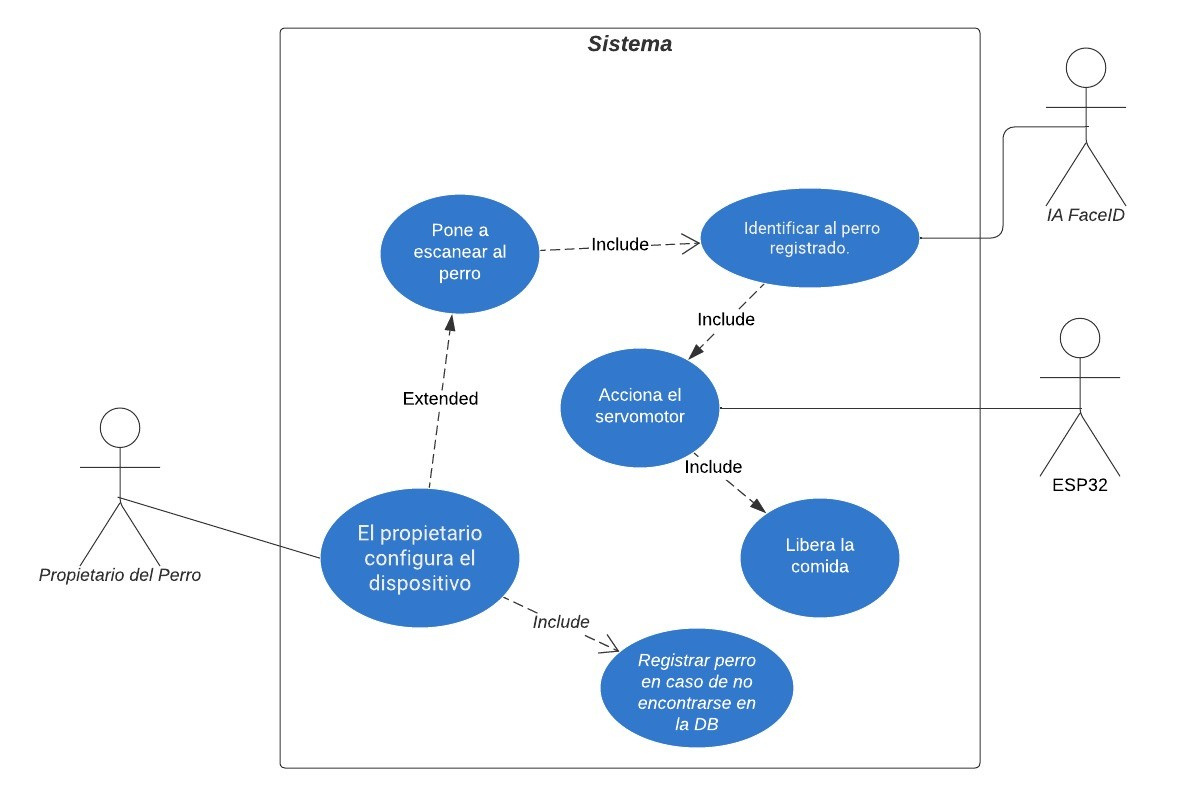 Sistema
IA FaceID
Pone a
escanear al
perro
Include
Identificar al perro
registrado.
Include
Extended
Acciona el
servomotor
ESP32
Include
Propietario del Perro
El propietario
configura el
dispositivo
Libera la
comida
Include
Registrar perro
en caso de no
encontrarse en
la DB